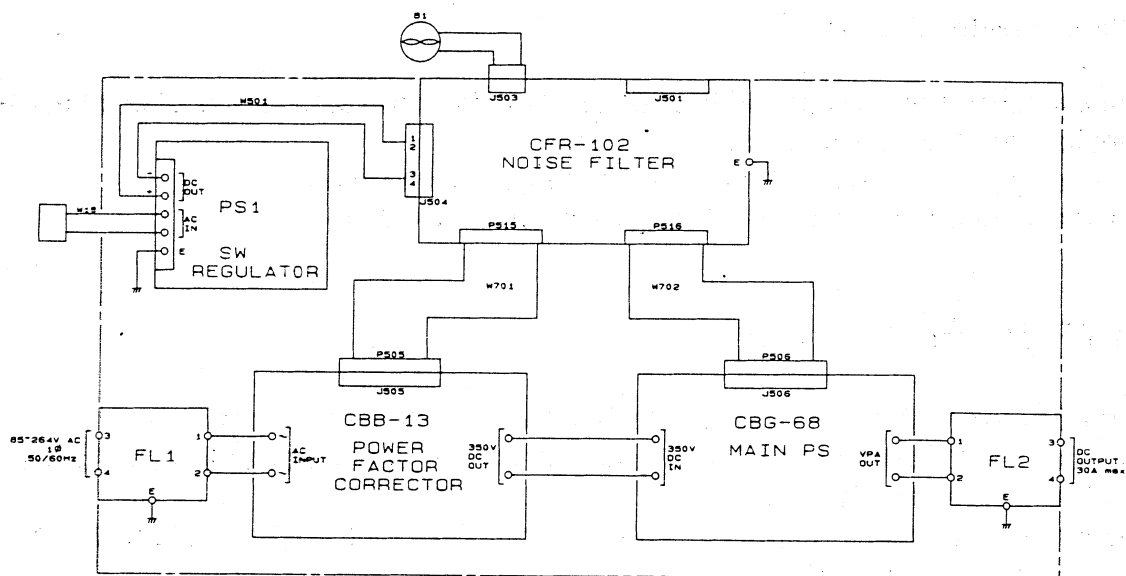 B1
J503
J501
W501
CFR-102
NOISE FILTER
1
2
3
4
J504
E
-
+
DC
OUT
AC
IN
E
PS1
SW
REGULATOR
P515
P516
W701
W702
P505
J505
P506
J506
85~264V AC
1Ø
50/60Hz
3
4
FL1
1
2
E
~
~
AC
INPUT
CBB-13
POWER
FACTOR
CORRECTOR
350V
DC
OUT
350V
DC
IN
CBG-68
MAIN PS
VPA
OUT
1
2
FL2
E
3
4
DC
OUTPUT
30A max